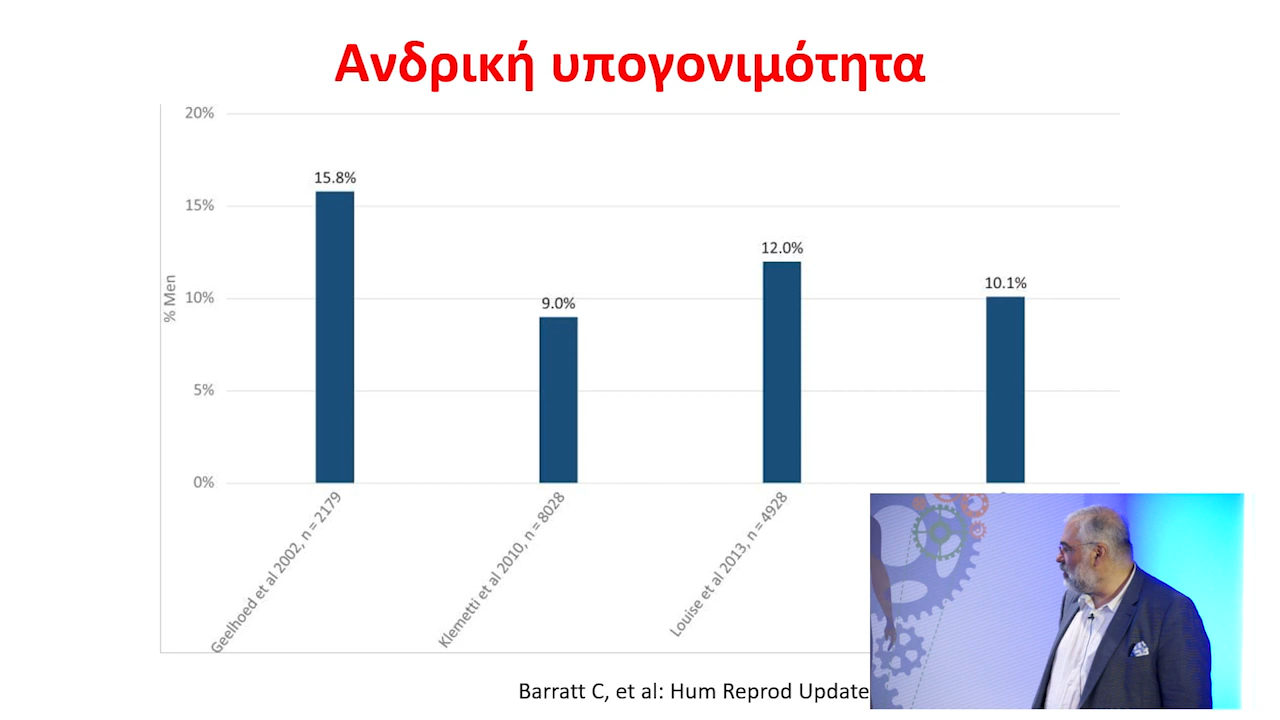 Ανδρική υπογονιμότητα
20%
15%
10%
5%
0%
% Men
15.8%
9.0%
12.0%
10.1%
Geelhoed et al 2002, n = 2179
Klemetti et al 2010, n = 8028
Louise et al 2013, n = 4928
Barratt C, et al: Hum Reprod Update